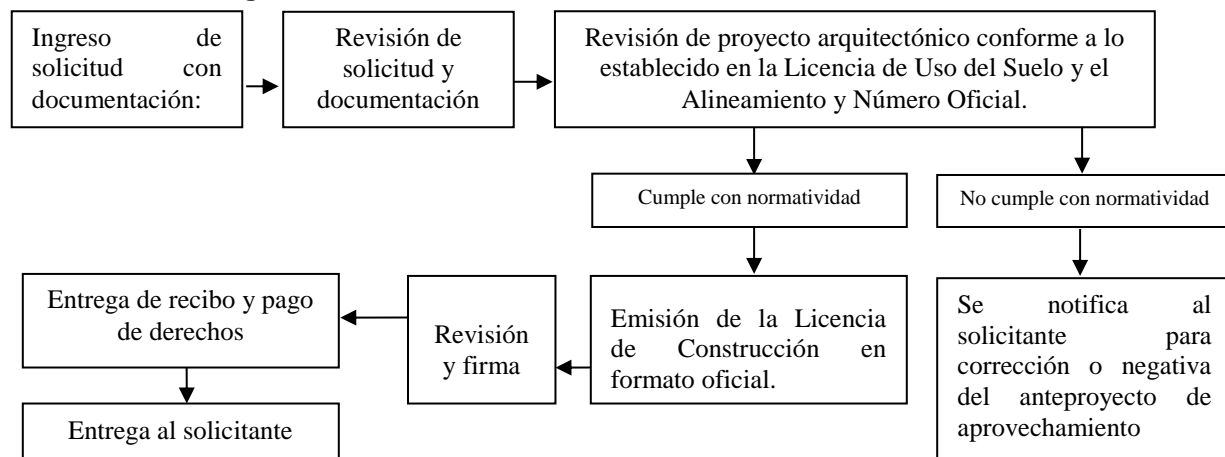 Ingreso de
solicitud con
documentación:
Revisión de
solicitud y
documentación
Revisión de proyecto arquitectónico conforme a lo
establecido en la Licencia de Uso del Suelo y el
Alineamiento y Número Oficial.
Cumple con normatividad
No cumple con normatividad
Emisión de la Licencia
de Construcción en
formato oficial.
Se notifica al
solicitante para
corrección o negativa
del anteproyecto de
aprovechamiento
Revisión
y firma
Entrega de recibo y pago
de derechos
Entrega al solicitante